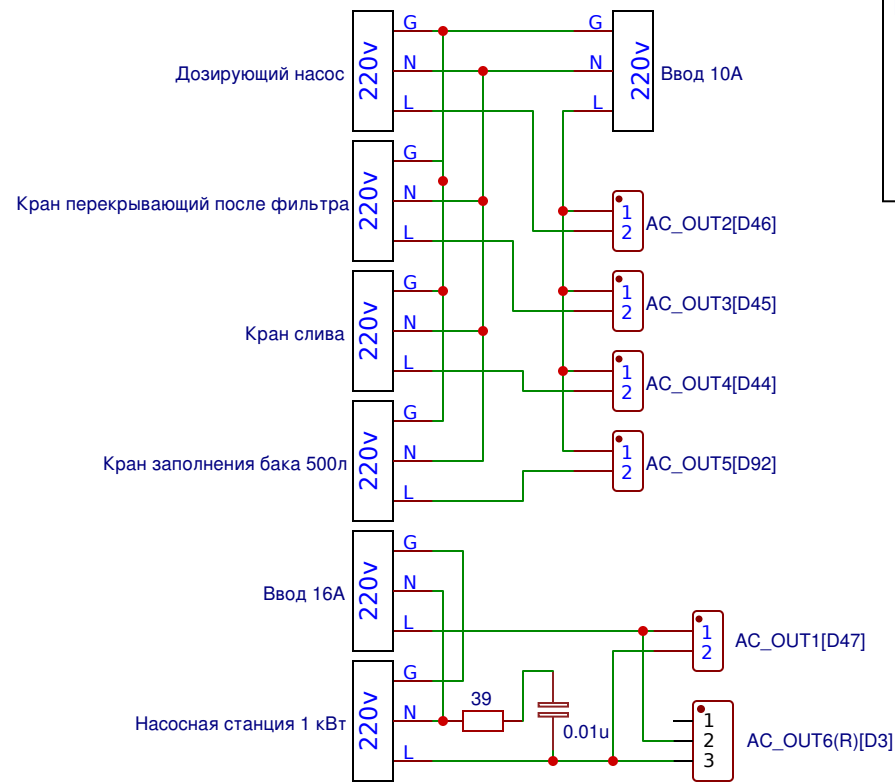 G
N
L
220v
Дозирующий насос
G
N
L
220v
Ввод 10А
G
N
L
220v
Кран перекрывающий после фильтра
1
2
AC_OUT2[D46]
G
N
L
220v
Кран слива
1
2
AC_OUT3[D45]
1
2
AC_OUT4[D44]
G
N
L
220v
Кран заполнения бака 500л
1
2
AC_OUT5[D92]
G
N
L
220v
Ввод 16А
1
2
AC_OUT1[D47]
G
N
L
220v
Насосная станция 1 кВт
39
0.01u
1
2
3
AC_OUT6(R)[D3]